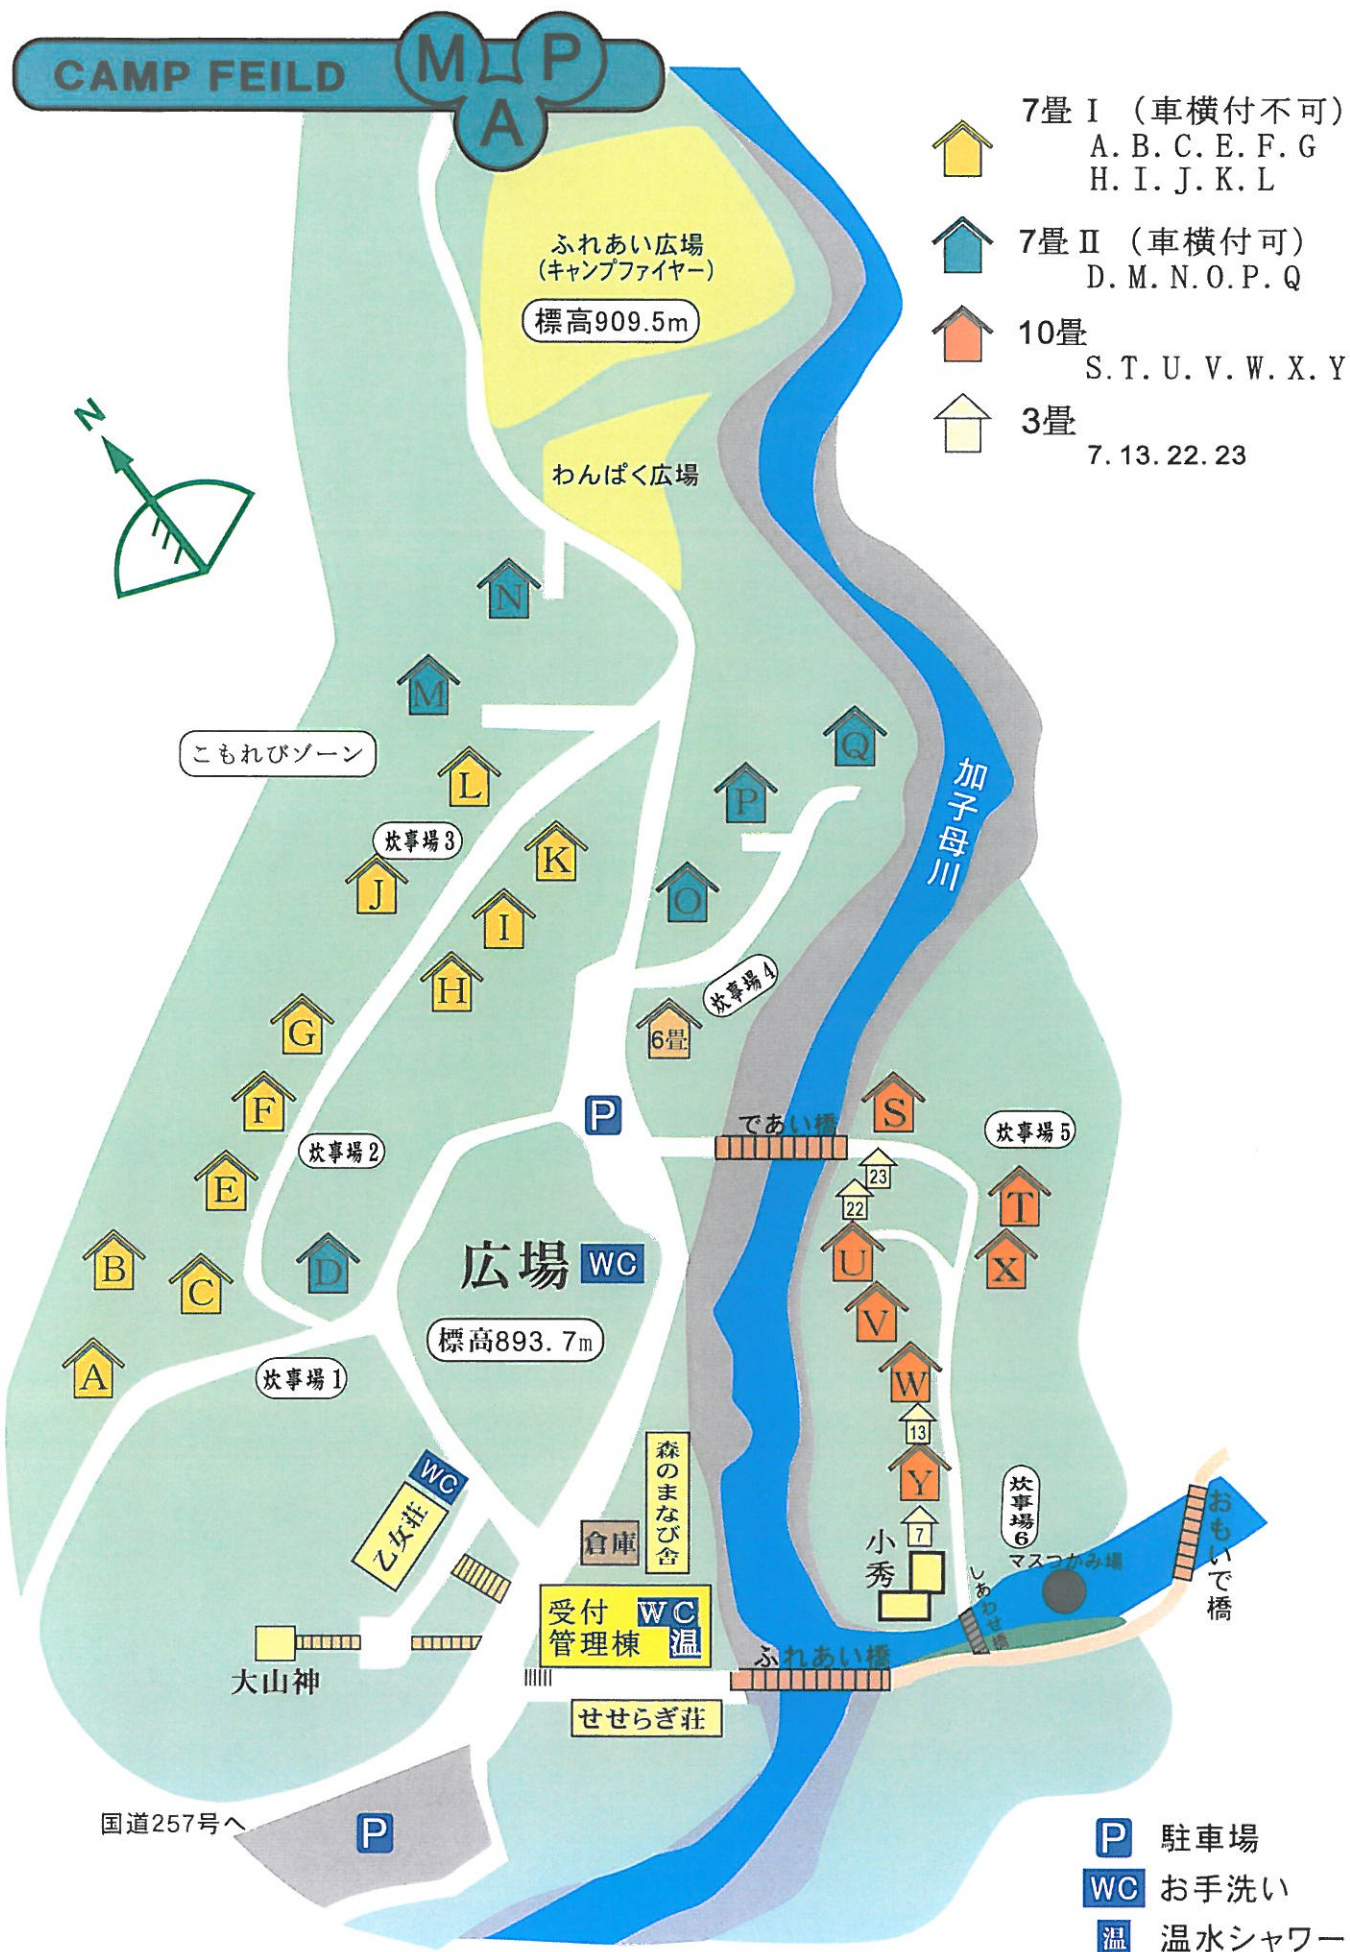 CAMP FEILD MAP
7畳 I （車横付不可）
A. B. C. E. F. G
H. I. J. K. L
7畳 II （車横付可）
D. M. N. O. P. Q
10畳
S. T. U. V. W. X. Y
3畳
7. 13. 22. 23
ふれあい広場
（キャンプファイヤー）
標高909.5m
N
わんぱく広場
N
M
こもれびゾーン
Q
L
P
加子母川
炊事場3
K
J
O
I
H
炊事場4
G
6畳
F
P
S
であい橋
炊事場5
炊事場2
23
E
T
22
B
C
D
広場 WC
U
X
V
標高893. 7m
A
炊事場1
W
13
WC
乙女荘
森のまなび舎
Y
炊事場6
おもいで橋
倉庫
7
小秀
マスつかみ場
しあわせ橋
受付 WC
管理棟 温
ふれあい橋
大山神
せせらぎ荘
国道257号へ
P
P 駐車場
WC お手洗い
温 温水シャワー